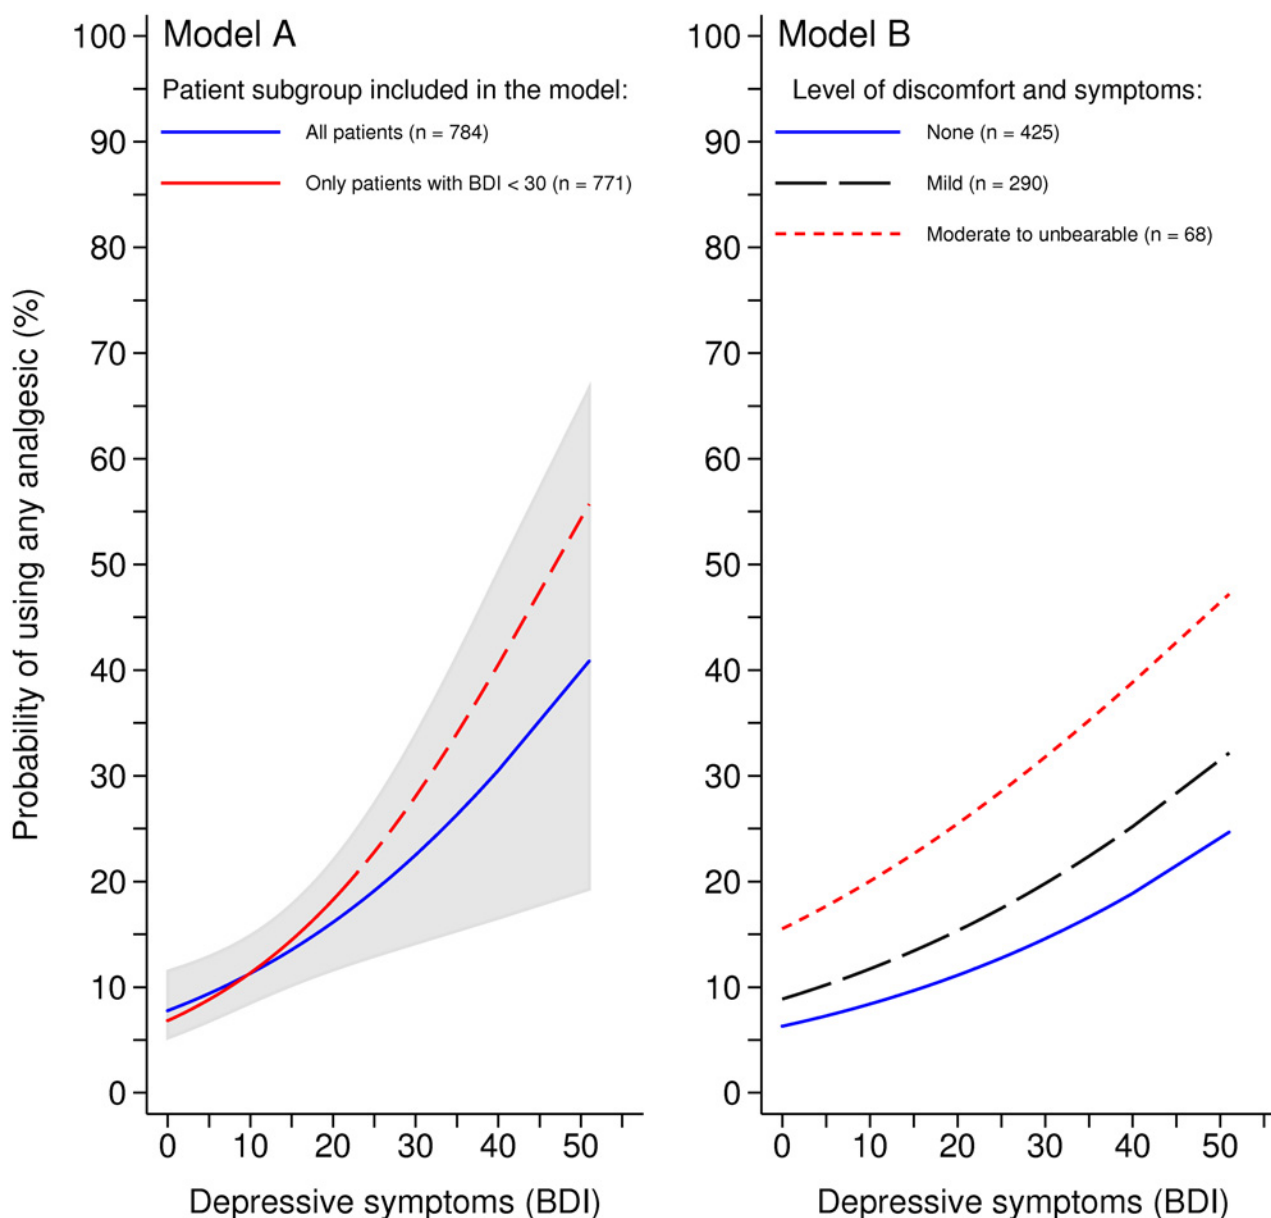 Probability of using any analgesic (%)
Model A
Patient subgroup included in the model:
All patients (n = 784)
Only patients with BDI < 30 (n = 771)
100
90
80
70
60
50
40
30
20
10
0
0 10 20 30 40 50
Depressive symptoms (BDI)
Model B
Level of discomfort and symptoms:
None (n = 425)
Mild (n = 290)
Moderate to unbearable (n = 68)
100
90
80
70
60
50
40
30
20
10
0
0 10 20 30 40 50
Depressive symptoms (BDI)